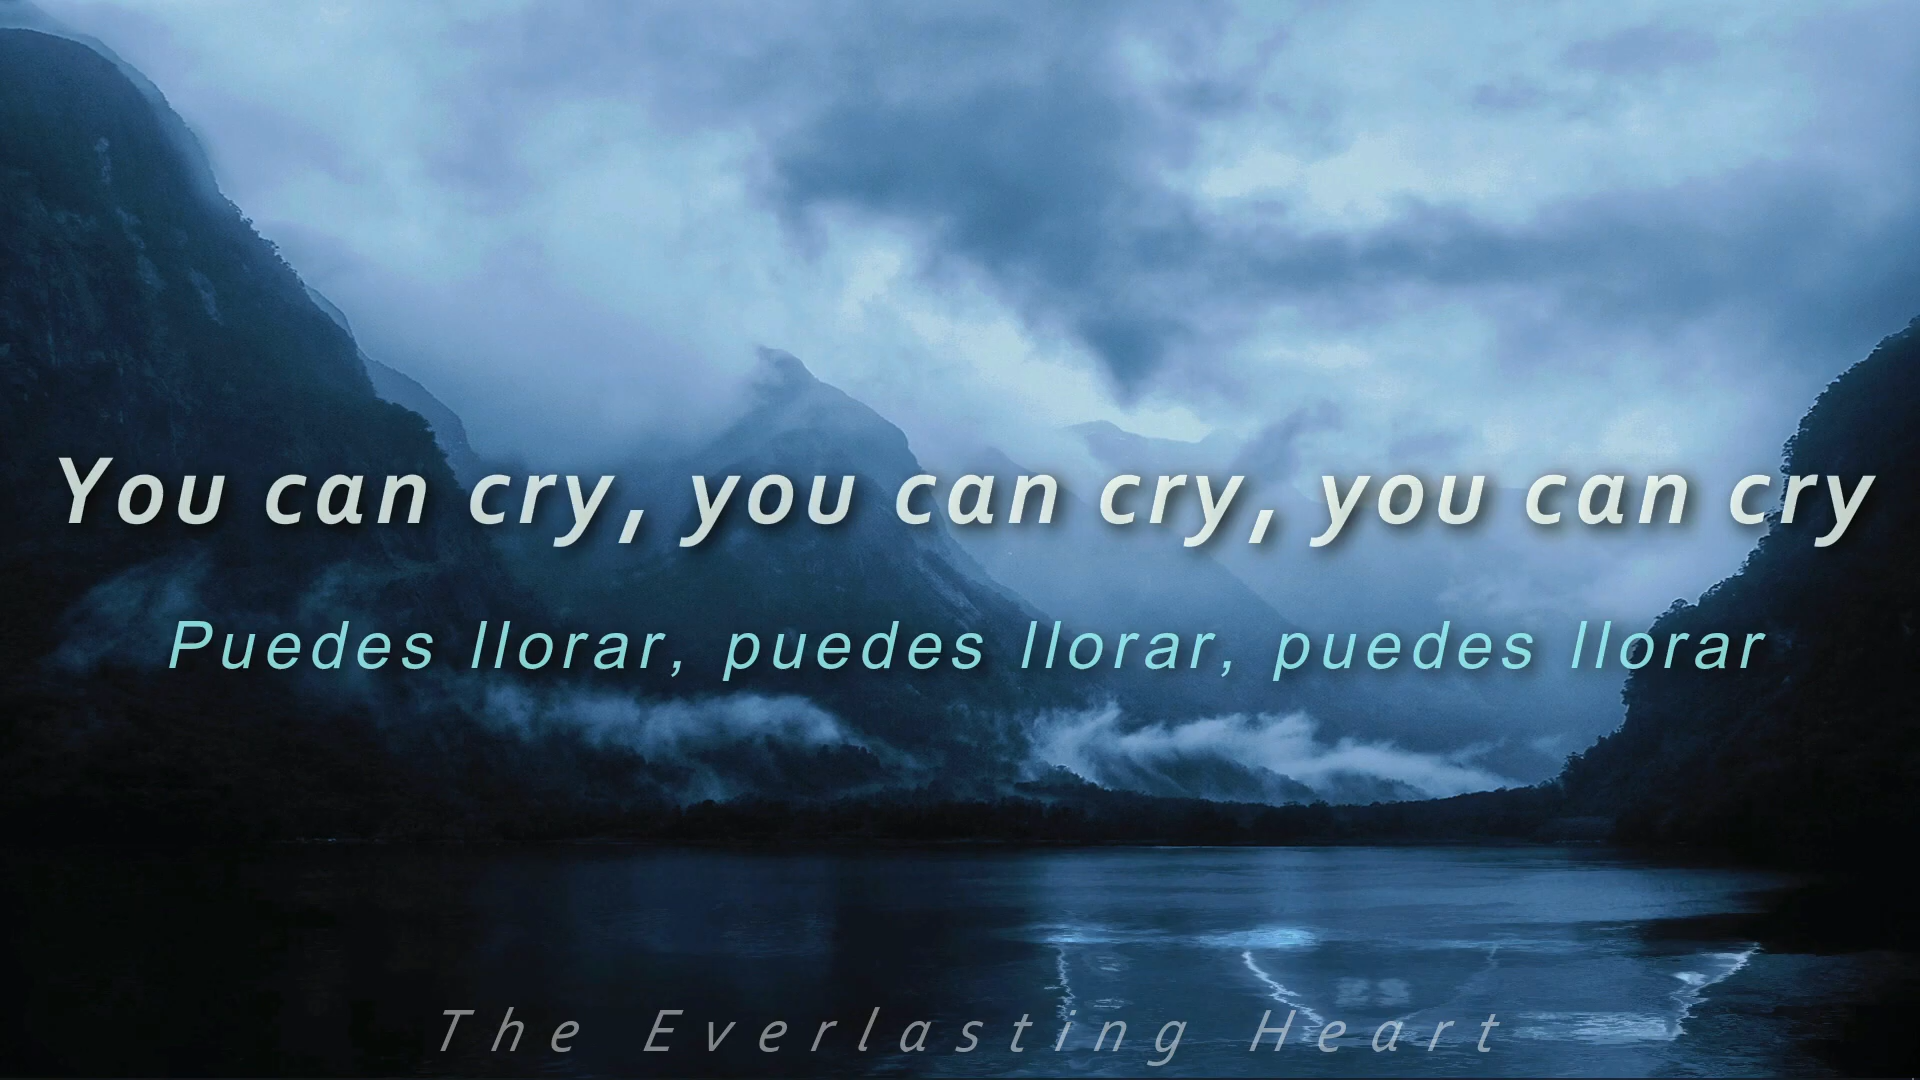 You can cry, you can cry, you can cry
Puedes llorar, puedes llorar, puedes llorar
The Everlasting Heart